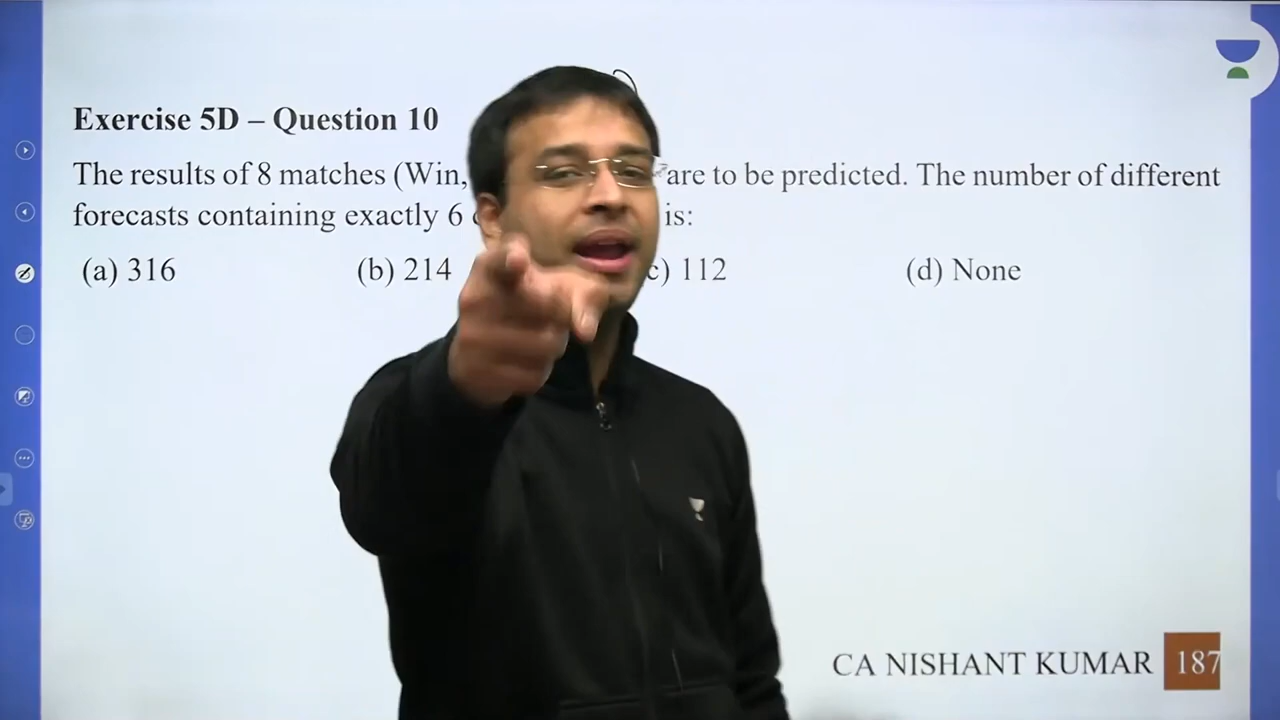 Exercise 5D – Question 10
The results of 8 matches (Win, are to be predicted. The number of different
forecasts containing exactly 6 is:
(a) 316 (b) 214 c) 112 (d) None
CA NISHANT KUMAR 187